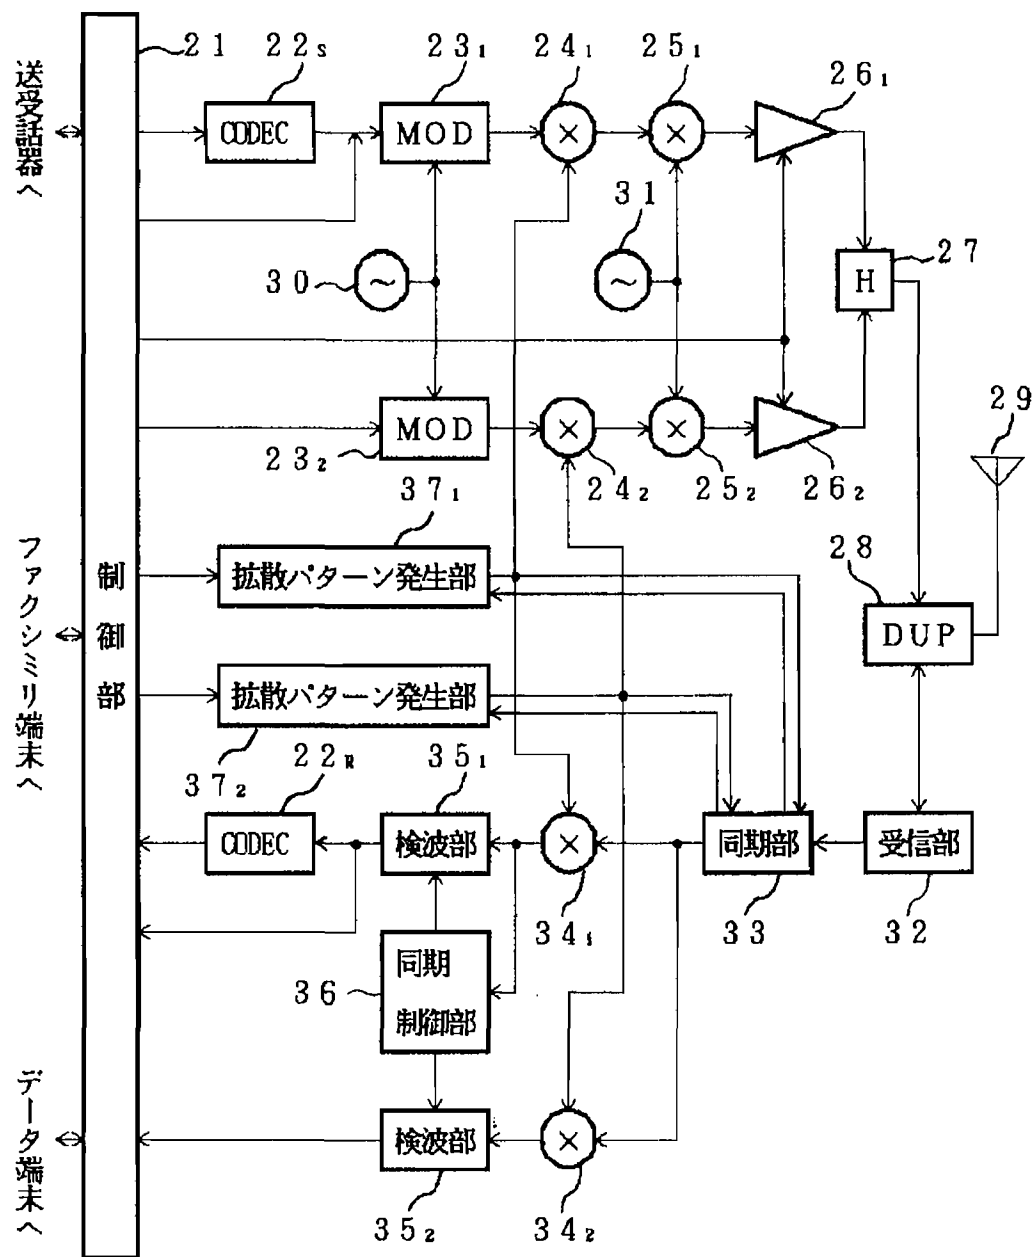 21
22S
23₁
24₁
25₁
26₁
送受話器へ
CODEC
MOD
×
×
31
30
~
~
H
27
MOD
×
×
29
23₂
24₂
25₂
26₂
37₁
28
ファクシミリ端末へ
制御部
拡散パターン発生部
DUP
拡散パターン発生部
37₂
22R
35₁
CODEC
検波部
×
同期部
受信部
34₁
33
32
36
同期
制御部
データ端末へ
検波部
×
35₂
34₂